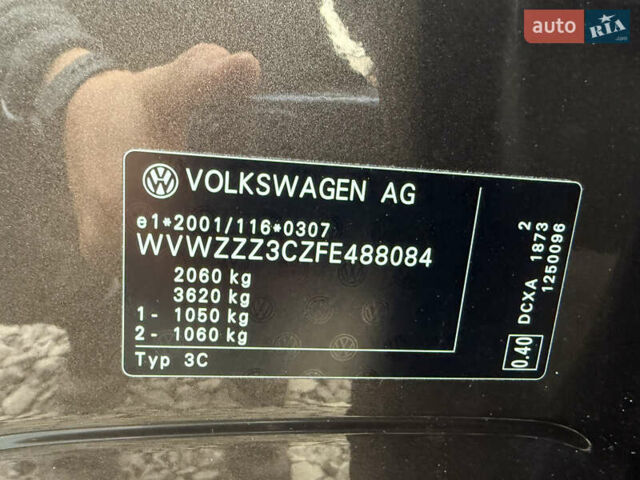 auto RIA
.com
VOLKSWAGEN AG
e1*2001/116*0307
WVWZZZ3CZFE488084
2060 kg
3620 kg
1- 1050 kg
2- 1060 kg
Typ 3C
0.40 DCXA 1873 2
1250096